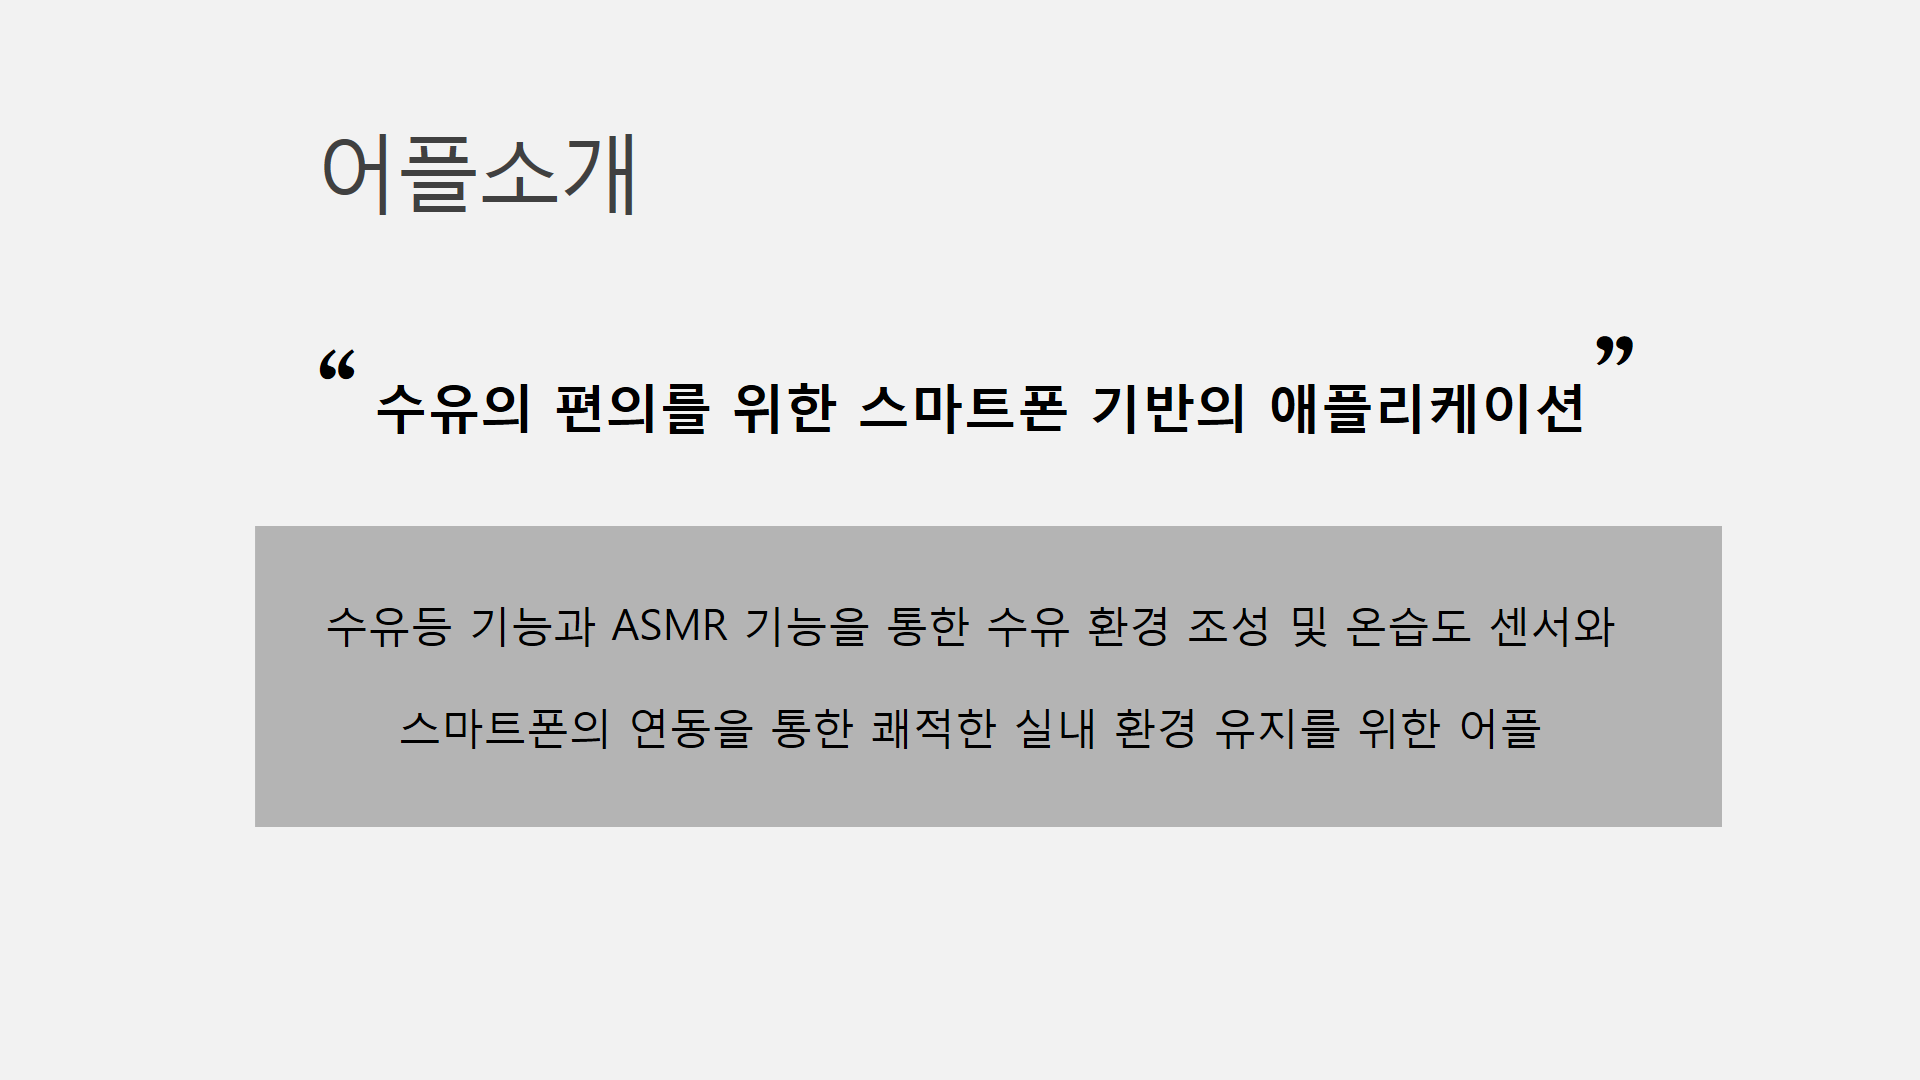 어플소개
“ 수유의 편의를 위한 스마트폰 기반의 애플리케이션 ”
수유등 기능과 ASMR 기능을 통한 수유 환경 조성 및 온습도 센서와
스마트폰의 연동을 통한 쾌적한 실내 환경 유지를 위한 어플